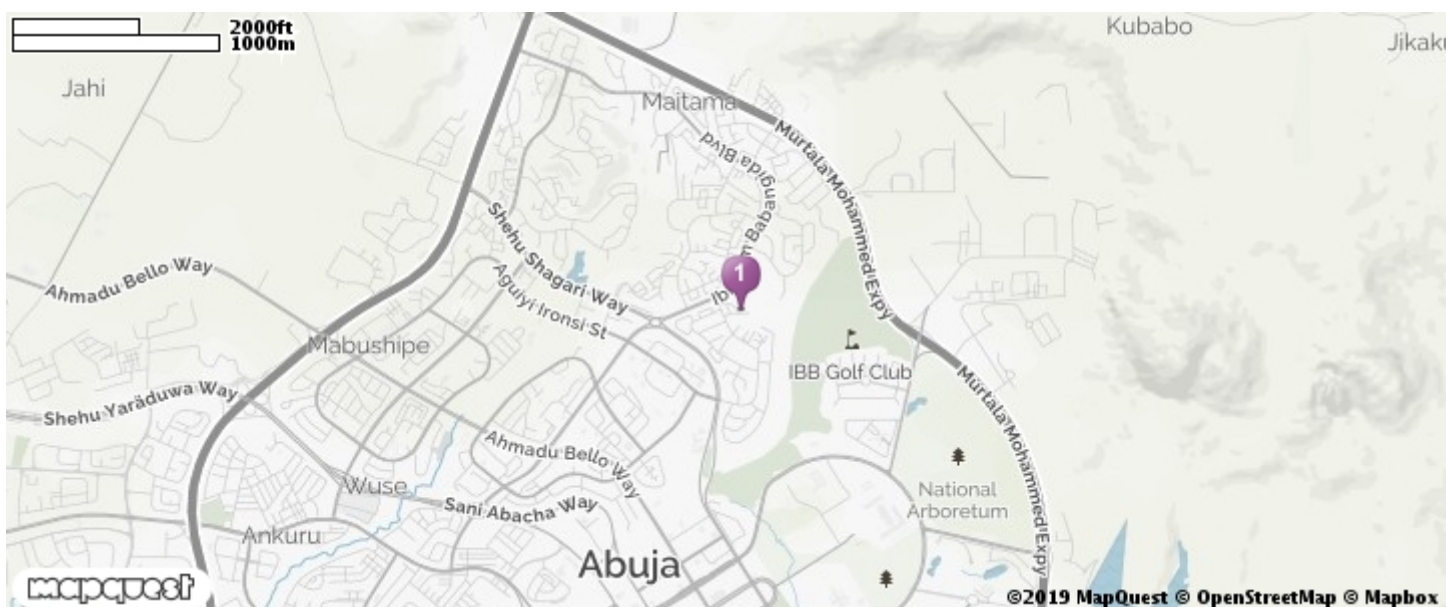 2000ft
1000m
Kubabo
Jikaku
Jahi
Maitama
Murtala Mohammed Expy
Babangida Blvd
Shehu Shagari Way
Ahmadu Bello Way
1
Aguiyi Ironsi St
Mabushipe
IBB Golf Club
Shehu Yaräduwa Way
Murtala Mohammed Expy
Ahmadu Bello Way
Wuse
Sani Abacha Way
National
Arboretum
Ankuru
Abuja
mapquest
©2019 MapQuest © OpenStreetMap © Mapbox